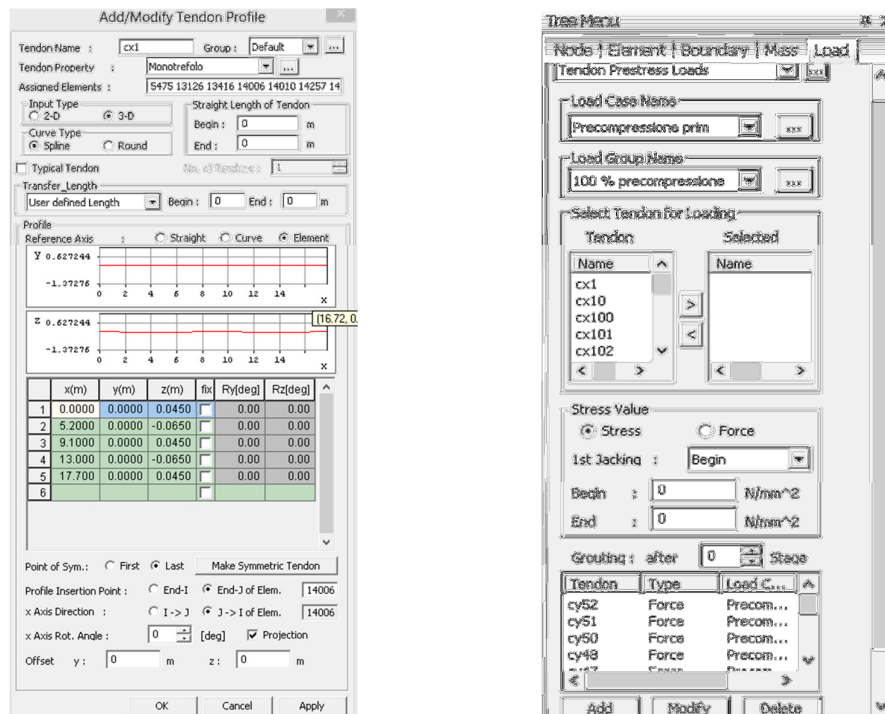 Add/Modify Tendon Profile
Tendon Name : cx1 Group : Default ...
Tendon Property : Monotrefolo ...
Assigned Elements : 5475 13126 13416 14006 14010 14257 14
Input Type
2-D 3-D
Straight Length of Tendon
Begin : 0 m
Curve Type
Spline Round
End : 0 m
Typical Tendon No. of Tendons : 1
Transfer_Length
User defined Length Begin : 0 End : 0 m
Profile
Reference Axis : Straight Curve Element
Y 0.627244
-1.37276
0 2 4 6 8 10 12 14 x
[16.72, 0.
z 0.627244
-1.37276
0 2 4 6 8 10 12 14 x
x(m) y(m) z(m) fix Ry[deg] Rz[deg]
1 0.0000 0.0000 0.0450 0.00 0.00
2 5.2000 0.0000 -0.0650 0.00 0.00
3 9.1000 0.0000 0.0450 0.00 0.00
4 13.000 0.0000 -0.0650 0.00 0.00
5 17.700 0.0000 0.0450 0.00 0.00
6
Point of Sym.: First Last Make Symmetric Tendon
Profile Insertion Point : End-I End-J of Elem. 14006
x Axis Direction : I -> J J -> I of Elem. 14006
x Axis Rot. Angle : 0 [deg] Projection
Offset y : 0 m z : 0 m
OK Cancel Apply
Tree Menu
Node Element Boundary Mass Load
Tendon Prestress Loads
Load Case Name
Precompressione prim
Load Group Name
100 % precompressione
Select Tendon for Loading
Tendon Selected
Name Name
cx1
cx10
cx100
cx101
cx102
Stress Value
Stress Force
1st Jacking : Begin
Begin : 0 N/mm^2
End : 0 N/mm^2
Grouting : after 0 Stage
Tendon Type Load C...
cy52 Force Precom...
cy51 Force Precom...
cy50 Force Precom...
cy48 Force Precom...
Add Modify Delete